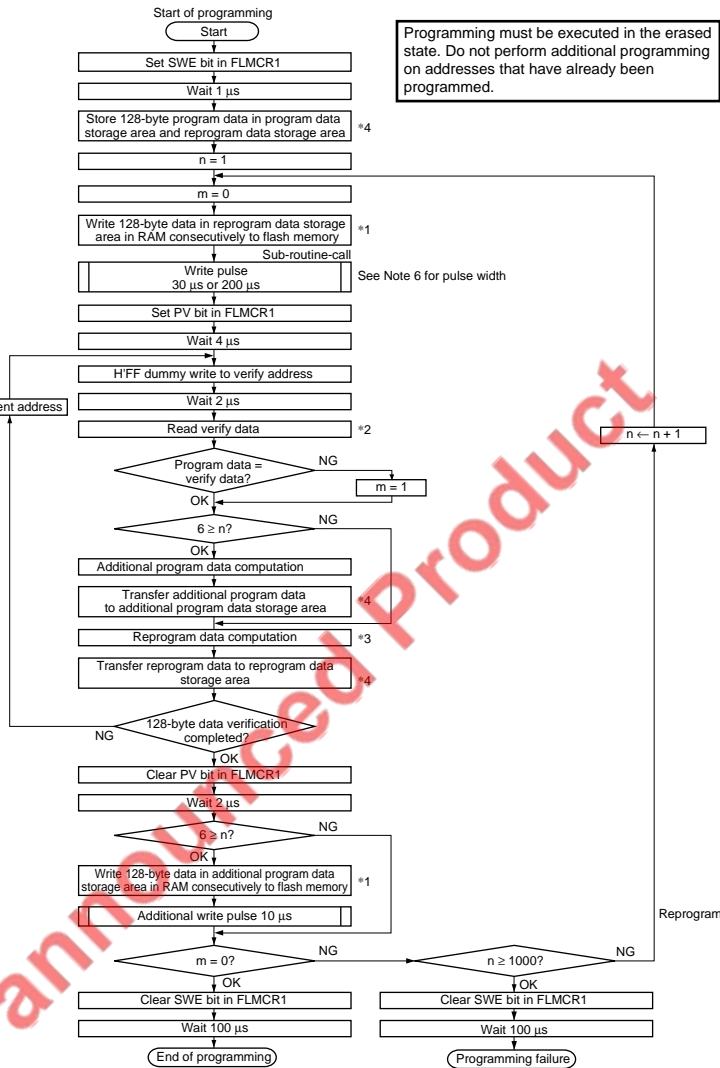 Start of programming
Start
Programming must be executed in the erased
state. Do not perform additional programming
on addresses that have already been
programmed.
Set SWE bit in FLMCR1
Wait 1 µs
Store 128-byte program data in program data
storage area and reprogram data storage area
*4
n = 1
m = 0
Write 128-byte data in reprogram data storage
area in RAM consecutively to flash memory
*1
Sub-routine-call
Write pulse
30 µs or 200 µs
See Note 6 for pulse width
Set PV bit in FLMCR1
Wait 4 µs
H'FF dummy write to verify address
address
Wait 2 µs
Read verify data
*2
n ← n + 1
Program data =
verify data?
NG
m = 1
OK
6 ≥ n?
NG
OK
Additional program data computation
Transfer additional program data
to additional program data storage area
*4
Reprogram data computation
*3
Transfer reprogram data to reprogram data
storage area
*4
128-byte data verification
completed?
NG
OK
Clear PV bit in FLMCR1
Wait 2 µs
6 ≥ n?
NG
OK
Write 128-byte data in additional program data
storage area in RAM consecutively to flash memory
*1
Additional write pulse 10 µs
Reprogram
m = 0?
NG
n ≥ 1000?
NG
OK
OK
Clear SWE bit in FLMCR1
Clear SWE bit in FLMCR1
Wait 100 µs
Wait 100 µs
End of programming
Programming failure
announced Product